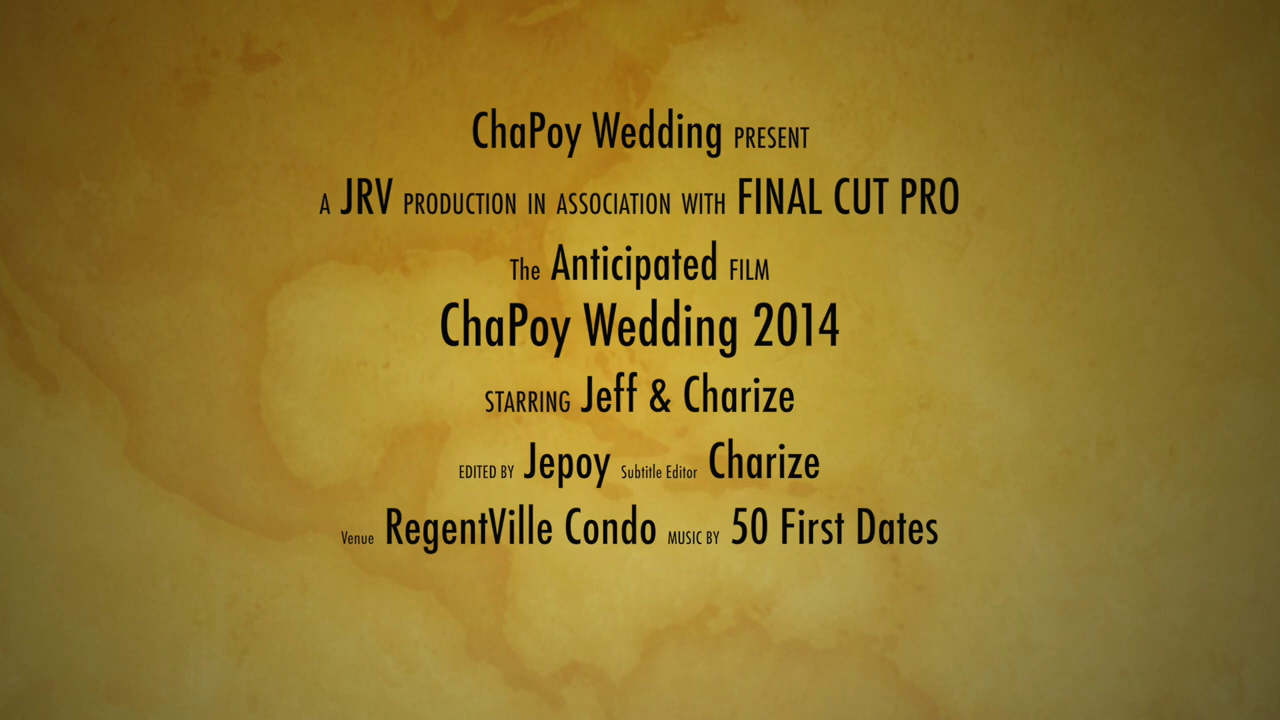 ChaPoy Wedding PRESENT
A JRV PRODUCTION IN ASSOCIATION WITH FINAL CUT PRO
The Anticipated FILM
ChaPoy Wedding 2014
STARRING Jeff & Charize
EDITED BY Jepoy Subtitle Editor Charize
Venue RegentVille Condo MUSIC BY 50 First Dates